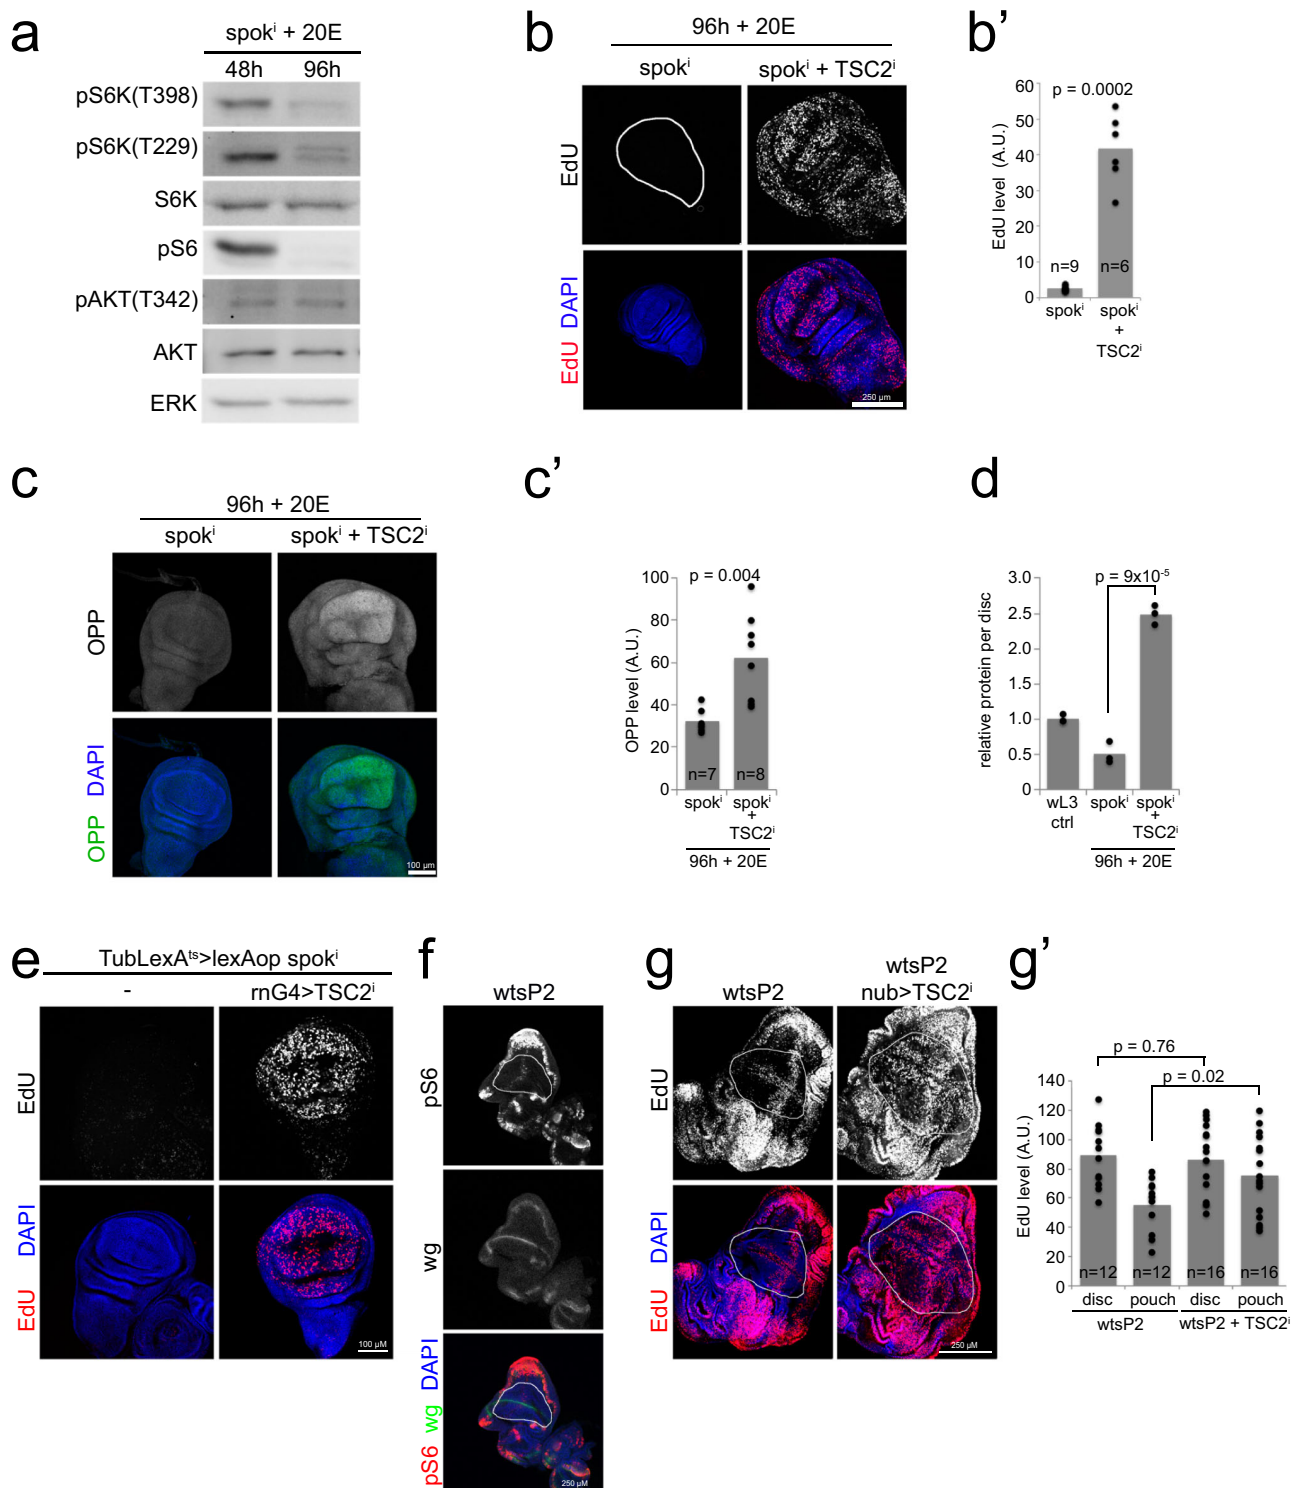 a
spokⁱ + 20E
48h 96h
pS6K(T398)
pS6K(T229)
S6K
pS6
pAKT(T342)
AKT
ERK
b
96h + 20E
spokⁱ
spokⁱ + TSC2ⁱ
EdU
EdU DAPI
250 µm
b’
p = 0.0002
EdU level (A.U.)
60
50
40
30
20
10
0
n=9
n=6
spokⁱ
spokⁱ
+
TSC2ⁱ
c
96h + 20E
spokⁱ
spokⁱ + TSC2ⁱ
OPP
OPP DAPI
100 µm
c’
p = 0.004
OPP level (A.U.)
100
80
60
40
20
0
n=7
n=8
spokⁱ
spokⁱ
+
TSC2ⁱ
96h + 20E
d
p = 9x10⁻⁵
relative protein per disc
3.0
2.5
2.0
1.5
1.0
0.5
0
wL3
ctrl
spokⁱ
spokⁱ
+
TSC2ⁱ
96h + 20E
e
TubLexAᵗˢ>lexAop spokⁱ
-
rnG4>TSC2ⁱ
EdU
EdU DAPI
100 µM
f
wtsP2
pS6
wg
pS6 wg DAPI
250 µM
g
wtsP2
wtsP2
nub>TSC2ⁱ
EdU
EdU DAPI
250 µM
g’
p = 0.76
p = 0.02
EdU level (A.U.)
140
120
100
80
60
40
20
0
n=12
n=12
n=16
n=16
disc
pouch
disc
pouch
wtsP2
wtsP2 + TSC2ⁱ